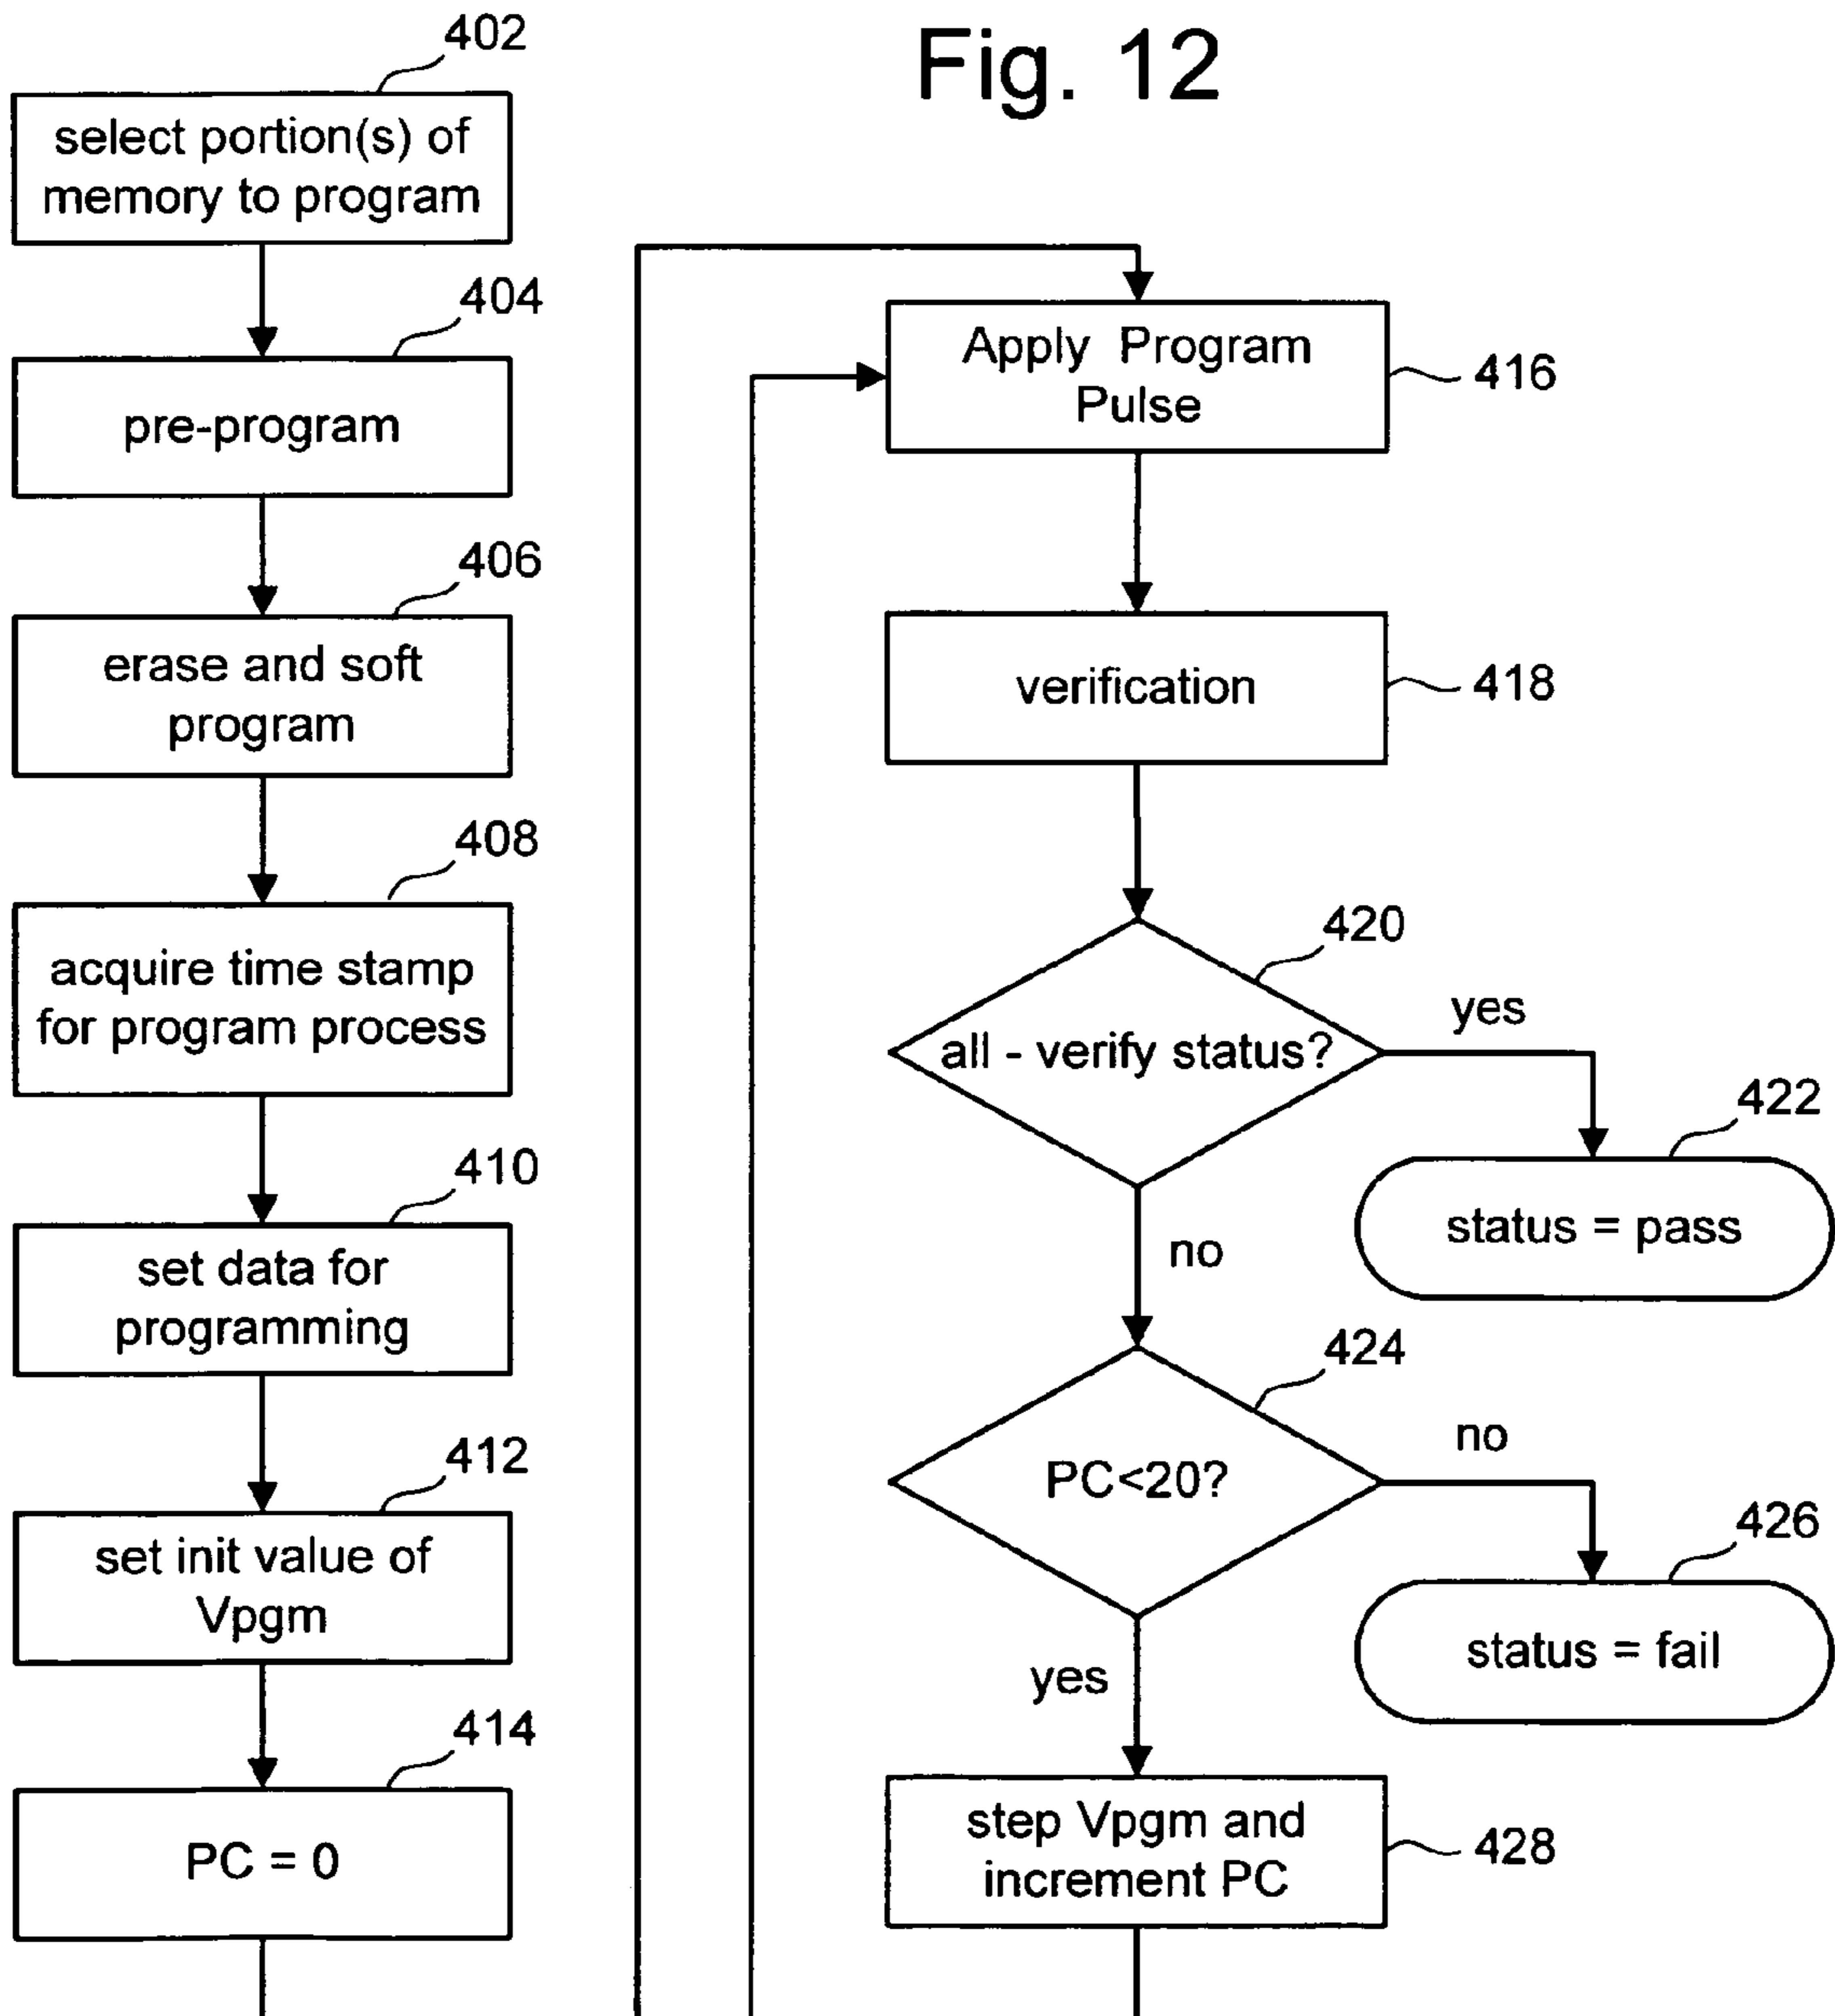 Fig. 12
402
select portion(s) of
memory to program
404
pre-program
406
erase and soft
program
408
acquire time stamp
for program process
410
set data for
programming
412
set init value of
Vpgm
414
PC = 0
Apply Program
Pulse
416
verification
418
420
all - verify status?
yes
422
status = pass
no
424
PC<20?
no
426
status = fail
yes
step Vpgm and
increment PC
428